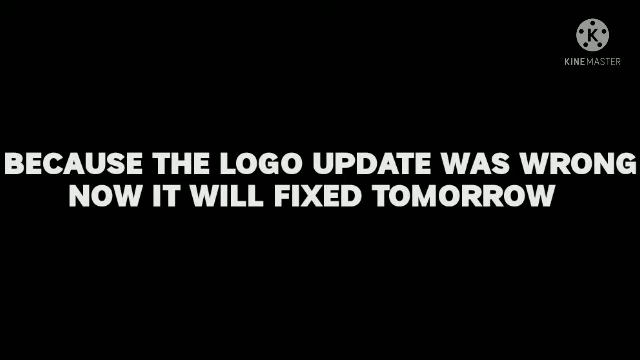 K
KINEMASTER
BECAUSE THE LOGO UPDATE WAS WRONG
NOW IT WILL FIXED TOMORROW